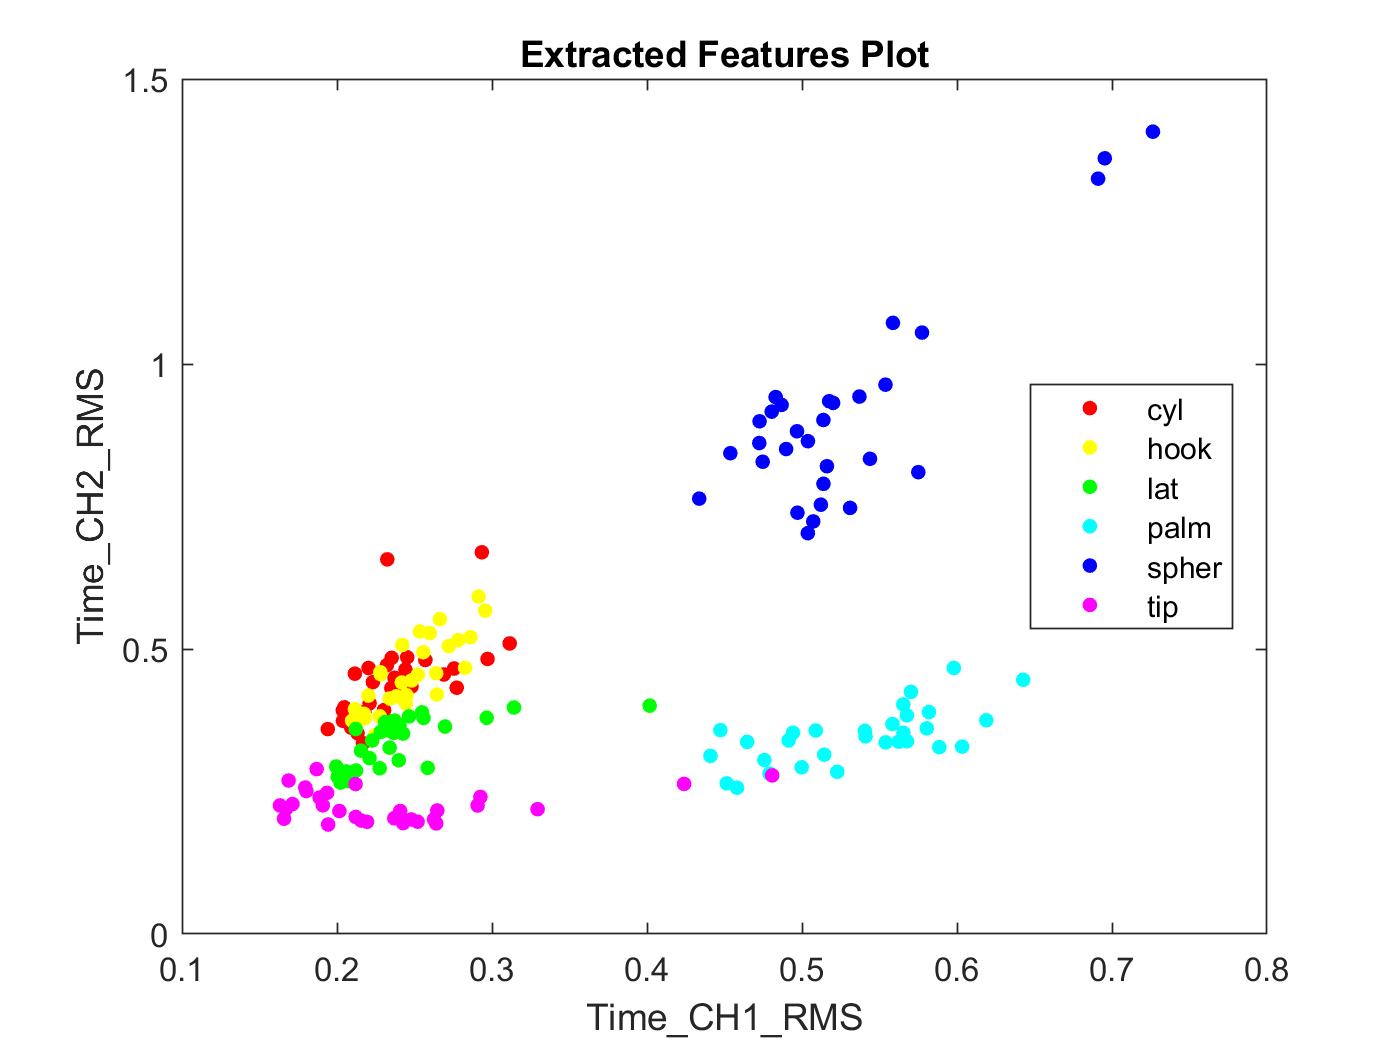 Extracted Features Plot
1.5
1
0.5
0
Time_CH2_RMS
cyl
hook
lat
palm
spher
tip
0.1 0.2 0.3 0.4 0.5 0.6 0.7 0.8
Time_CH1_RMS